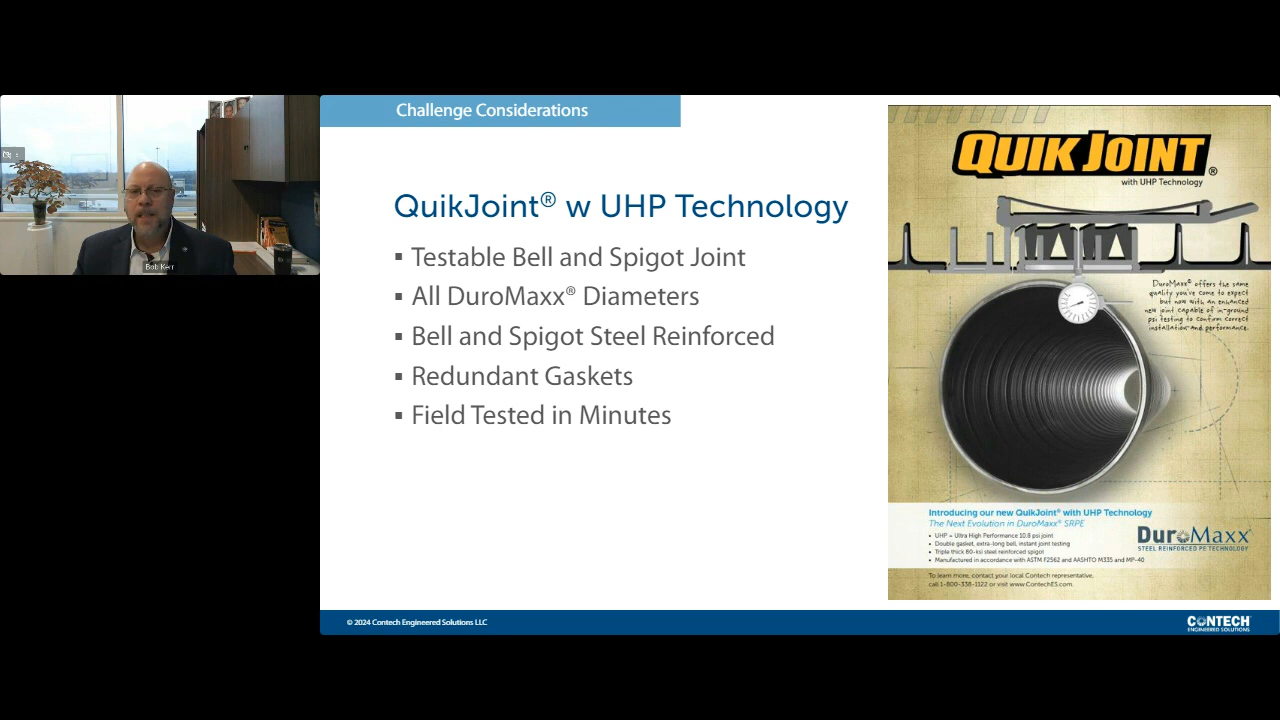 Bob Kerr
Challenge Considerations
QuikJoint® w UHP Technology
▪ Testable Bell and Spigot Joint
▪ All DuroMaxx® Diameters
▪ Bell and Spigot Steel Reinforced
▪ Redundant Gaskets
▪ Field Tested in Minutes
QUIK JOINT®
with UHP Technology
DuroMaxx® offers the same
quality you've come to expect
but now with an enhanced
new joint capable of in-ground
psi testing to confirm correct
installation and performance.
Introducing our new QuikJoint® with UHP Technology
The Next Evolution in DuroMaxx® SRPE
• UHP = Ultra High Performance 10.8 psi joint
• Double gasket, extra-long bell, instant joint testing
• Triple thick 80-ksi steel reinforced spigot
• Manufactured in accordance with ASTM F2562 and AASHTO M335 and MP-40
DuroMaxx®
STEEL REINFORCED PE TECHNOLOGY
To learn more, contact your local Contech representative,
call 1-800-338-1122 or visit www.ContechES.com.
© 2024 Contech Engineered Solutions LLC
CONTECH®
ENGINEERED SOLUTIONS